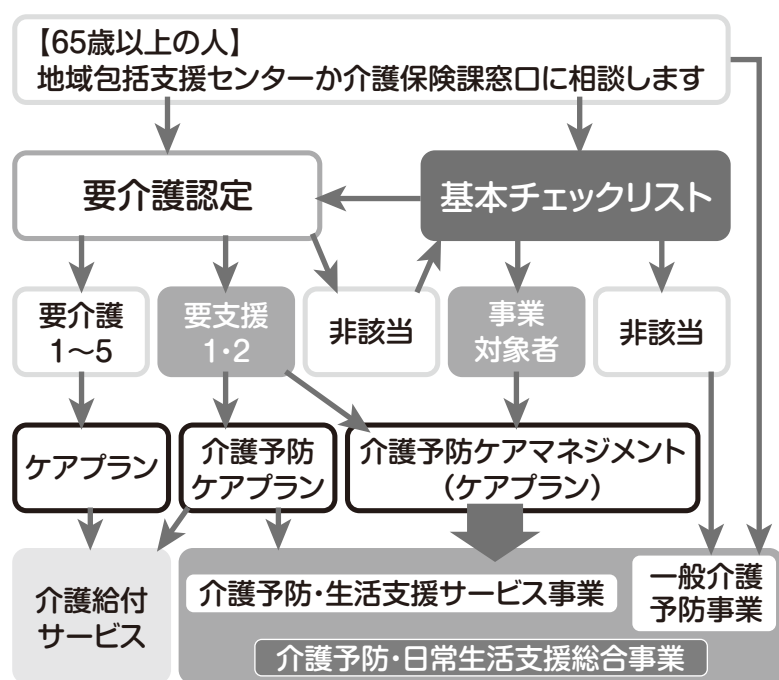 【65歳以上の人】
地域包括支援センターか介護保険課窓口に相談します
要介護認定
基本チェックリスト
要介護
1〜5
要支援
1・2
非該当
事業
対象者
非該当
ケアプラン
介護予防
ケアプラン
介護予防ケアマネジメント
（ケアプラン）
介護給付
サービス
介護予防・生活支援サービス事業
一般介護
予防事業
介護予防・日常生活支援総合事業